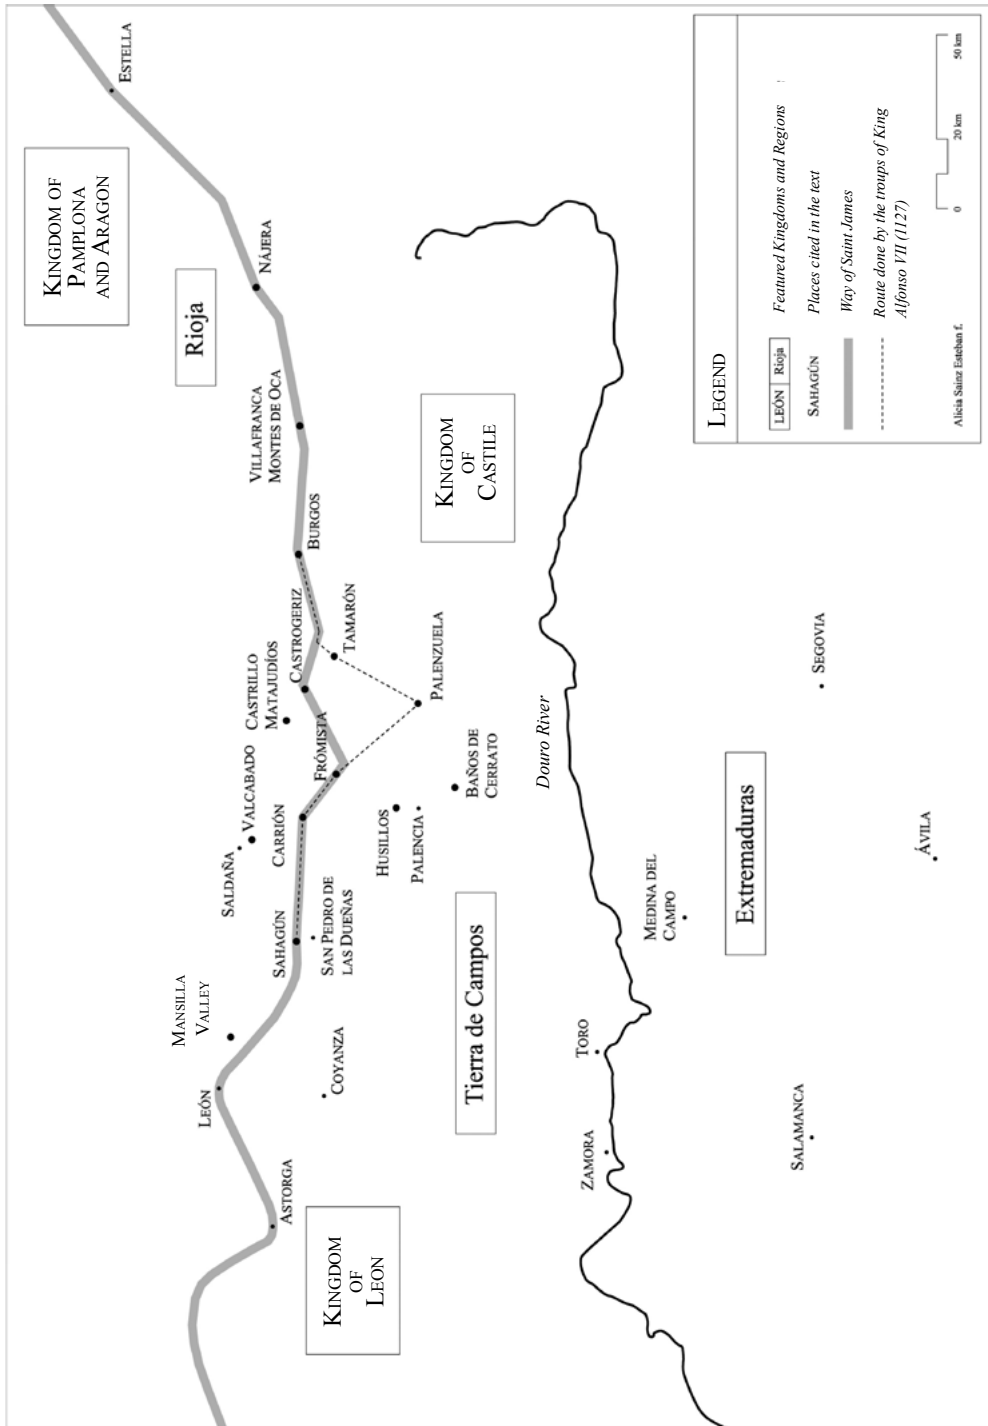 ESTELLA
KINGDOM OF
PAMPLONA
AND ARAGON
NÁJERA
Rioja
VILLAFRANCA
MONTES DE OCA
BURGOS
KINGDOM
OF
CASTILE
TAMARÓN
CASTROGERIZ
CASTRILLO
MATAJUDÍOS
PALENZUELA
FRÓMISTA
VALCABADO
SALDAÑA
CARRIÓN
BAÑOS DE
CERRATO
HUSILLOS
PALENCIA
SAHAGÚN
SAN PEDRO DE
LAS DUEÑAS
MANSILLA
VALLEY
LEÓN
COYANZA
Tierra de Campos
ASTORGA
KINGDOM
OF
LEON
Douro River
TORO
ZAMORA
MEDINA DEL
CAMPO
SEGOVIA
Extremaduras
ÁVILA
SALAMANCA
LEGEND
LEÓN Rioja Featured Kingdoms and Regions
SAHAGÚN Places cited in the text
Way of Saint James
Route done by the troups of King
Alfonso VII (1127)
Alicia Sainz Esteban f.
0 20 km 50 km